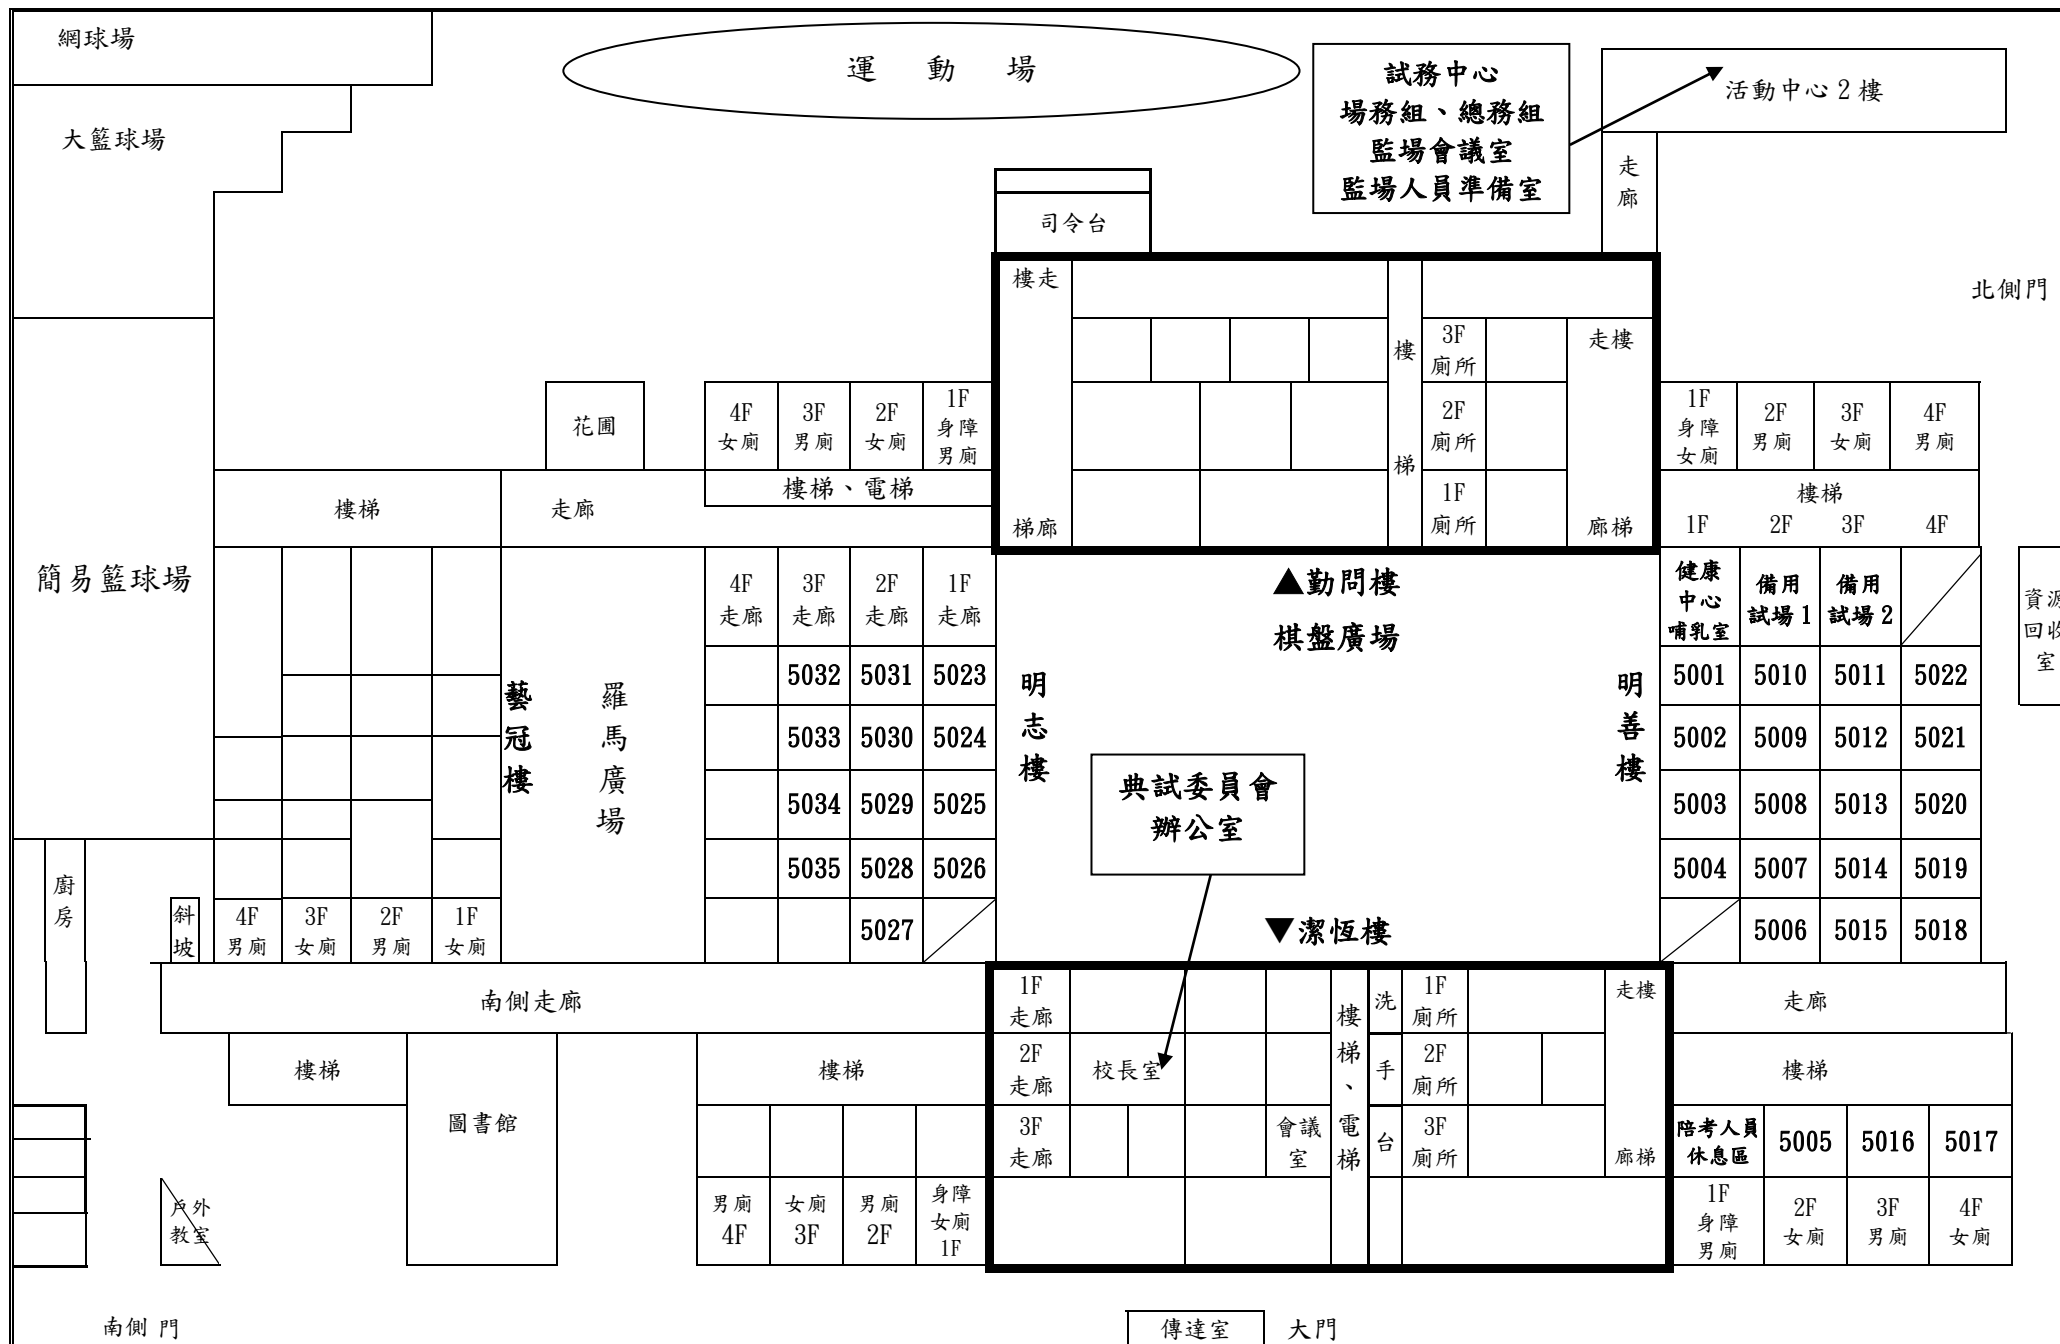 網球場
運動場
試務中心
場務組、總務組
監場會議室
監場人員準備室
活動中心2樓
大籃球場
走
廊
司令台
北側門
樓走
梯廊
樓
梯
3F
廁所
2F
廁所
1F
廁所
走樓
廊梯
花圃
4F
女廁
3F
男廁
2F
女廁
1F
身障
男廁
樓梯、電梯
1F
身障
女廁
2F
男廁
3F
女廁
4F
男廁
樓梯
1F 2F 3F 4F
樓梯
走廊
簡易籃球場
藝
冠
樓
羅
馬
廣
場
4F
走廊
3F
走廊
2F
走廊
1F
走廊
5032 5031 5023
5033 5030 5024
5034 5029 5025
5035 5028 5026
5027
▲勤問樓
棋盤廣場
明
志
樓
明
善
樓
典試委員會
辦公室
▼潔恆樓
健康
中心
哺乳室
備用
試場1
備用
試場2
5001 5010 5011 5022
5002 5009 5012 5021
5003 5008 5013 5020
5004 5007 5014 5019
5006 5015 5018
資源
回收
室
廚
房
斜
坡
4F
男廁
3F
女廁
2F
男廁
1F
女廁
南側走廊
樓梯
圖書館
樓梯
男廁
4F
女廁
3F
男廁
2F
身障
女廁
1F
1F
走廊
2F
走廊
3F
走廊
校長室
會議
室
樓
梯
、
電
梯
洗
手
台
1F
廁所
2F
廁所
3F
廁所
走樓
廊梯
走廊
樓梯
陪考人員
休息區
5005 5016 5017
1F
身障
男廁
2F
女廁
3F
男廁
4F
女廁
戶外
教室
南側 門
傳達室
大門